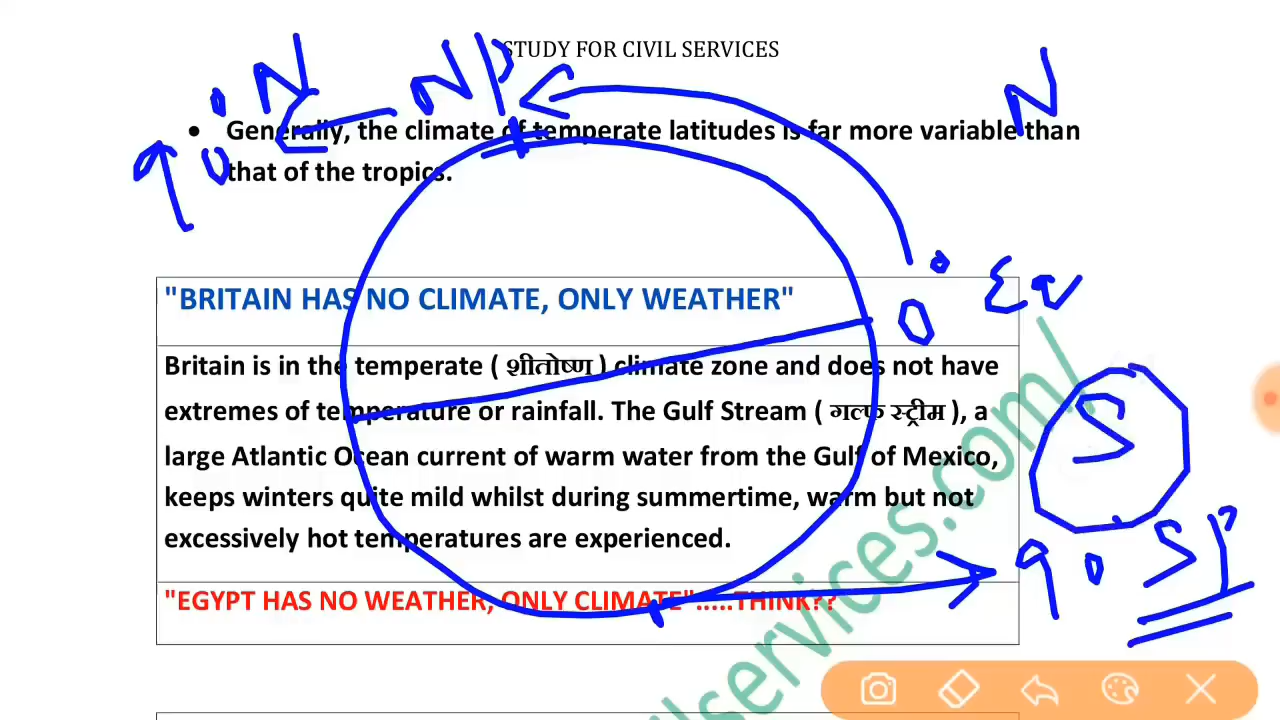 STUDY FOR CIVIL SERVICES
N NP N
• Generally, the climate of temperate latitudes is far more variable than
that of the tropics.
0°
"BRITAIN HAS NO CLIMATE, ONLY WEATHER"
Britain is in the temperate ( शीतोष्ण ) climate zone and does not have
extremes of temperature or rainfall. The Gulf Stream ( गल्फ स्ट्रीम ), a
S
large Atlantic Ocean current of warm water from the Gulf of Mexico,
keeps winters quite mild whilst during summertime, warm but not
excessively hot temperatures are experienced.
90 SP
"EGYPT HAS NO WEATHER, ONLY CLIMATE".....THINK??